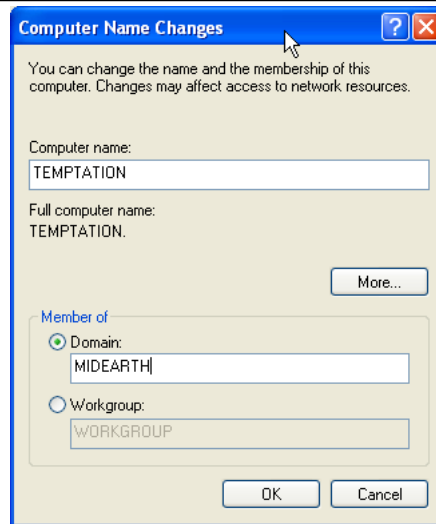 Computer Name Changes
You can change the name and the membership of this
computer. Changes may affect access to network resources.
Computer name:
TEMPTATION
Full computer name:
TEMPTATION.
More...
Member of
Domain:
MIDEARTH
Workgroup:
WORKGROUP
OK
Cancel